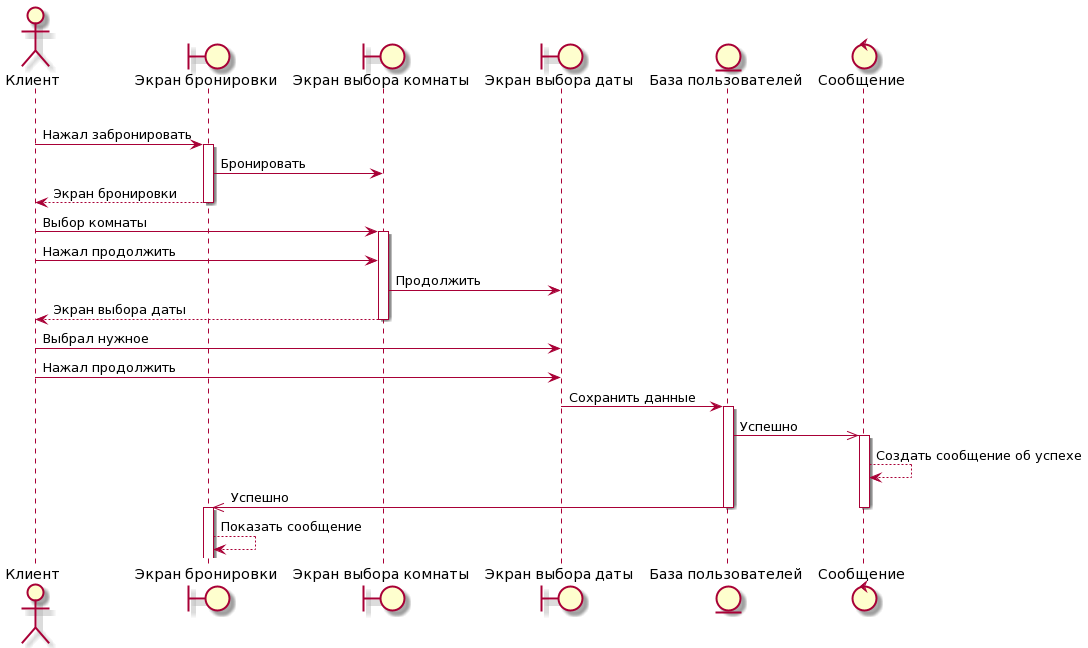 Клиент
Экран бронировки
Экран выбора комнаты
Экран выбора даты
База пользователей
Сообщение
Нажал забронировать
Бронировать
Экран бронировки
Выбор комнаты
Нажал продолжить
Продолжить
Экран выбора даты
Выбрал нужное
Нажал продолжить
Сохранить данные
Успешно
Создать сообщение об успехе
Успешно
Показать сообщение
Клиент
Экран бронировки
Экран выбора комнаты
Экран выбора даты
База пользователей
Сообщение